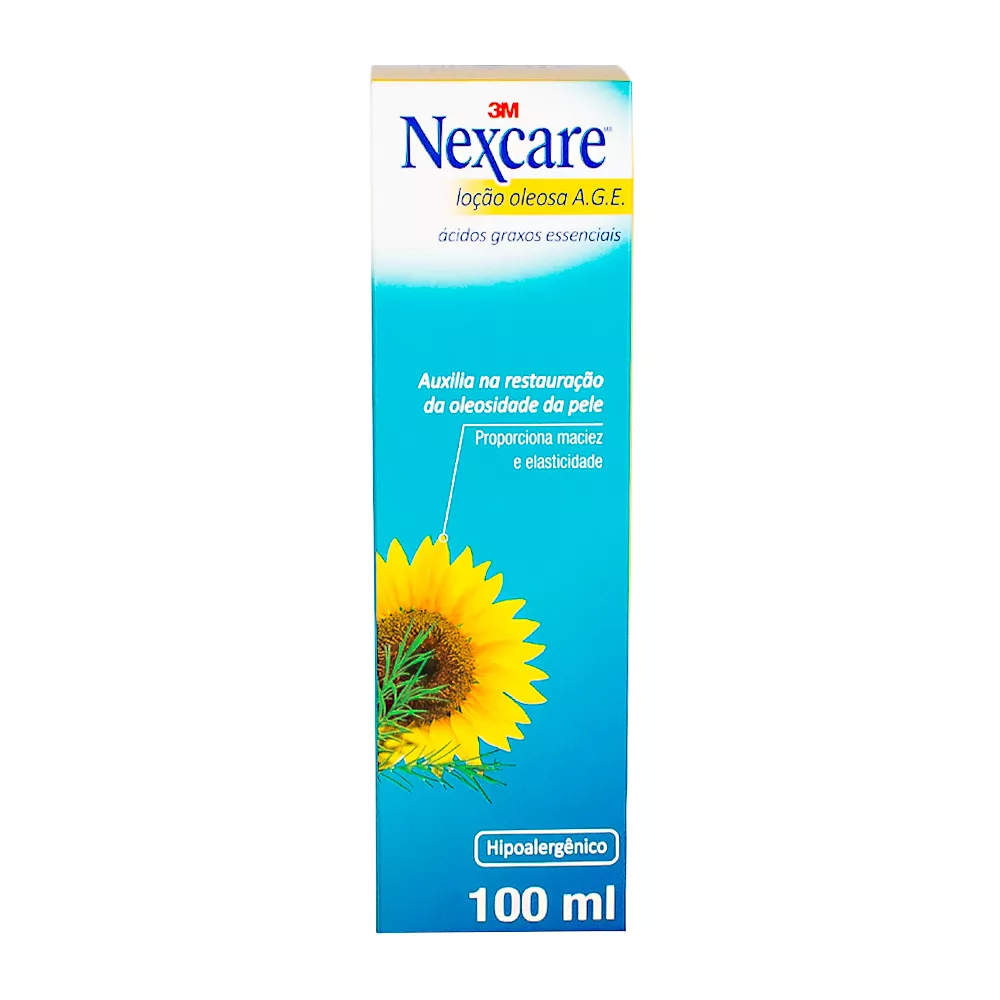 3M
Nexcare
loção oleosa A.G.E.
ácidos graxos essenciais
Auxilia na restauração
da oleosidade da pele
Proporciona maciez
e elasticidade
Hipoalergênico
100 ml